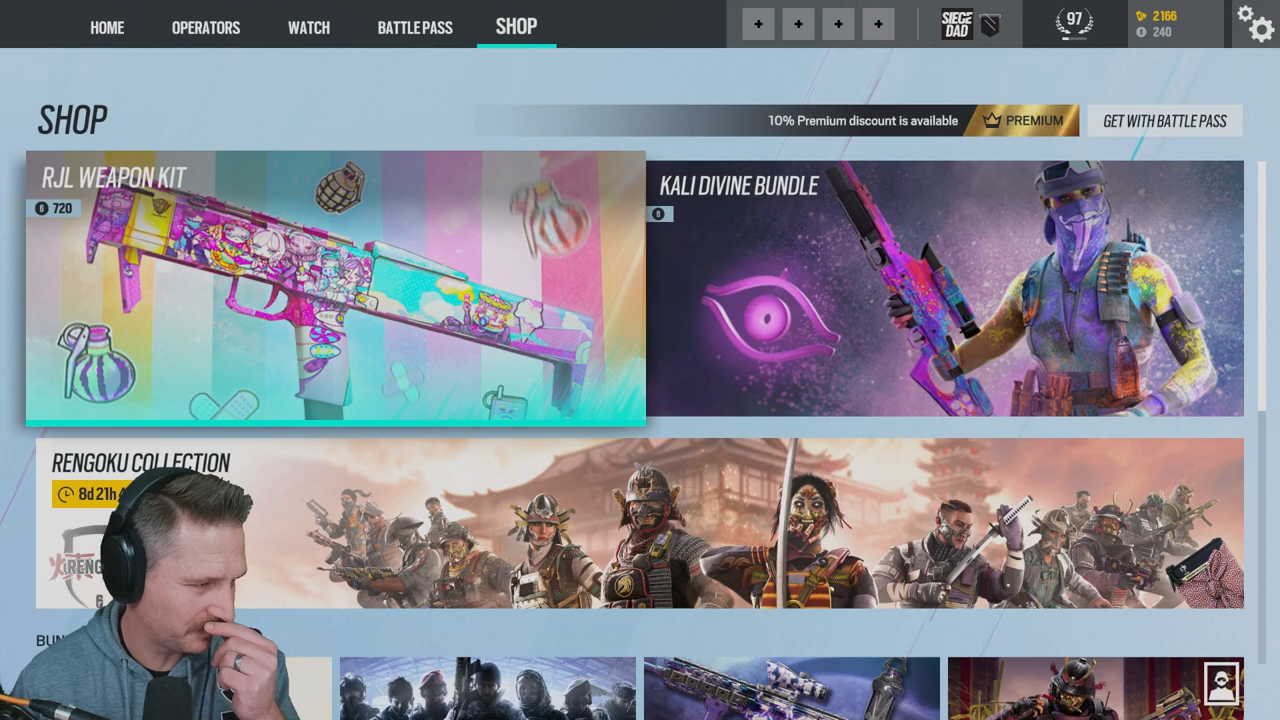 HOME
OPERATORS
WATCH
BATTLE PASS
SHOP
SIEGE
DAD
97
2166
240
SHOP
10% Premium discount is available
PREMIUM
GET WITH BATTLE PASS
RJL WEAPON KIT
720
KALI DIVINE BUNDLE
RENGOKU COLLECTION
8d 21h